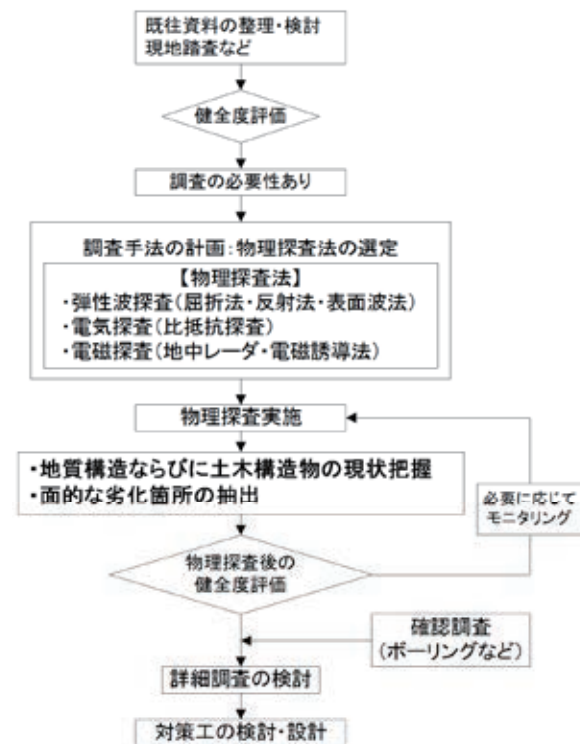 既往資料の整理・検討
現地踏査など
健全度評価
調査の必要性あり
調査手法の計画:物理探査法の選定
【物理探査法】
・弾性波探査(屈折法・反射法・表面波法)
・電気探査(比抵抗探査)
・電磁探査(地中レーダ・電磁誘導法)
物理探査実施
・地質構造ならびに土木構造物の現状把握
・面的な劣化箇所の抽出
必要に応じて
モニタリング
物理探査後の
健全度評価
確認調査
(ボーリングなど)
詳細調査の検討
対策工の検討・設計